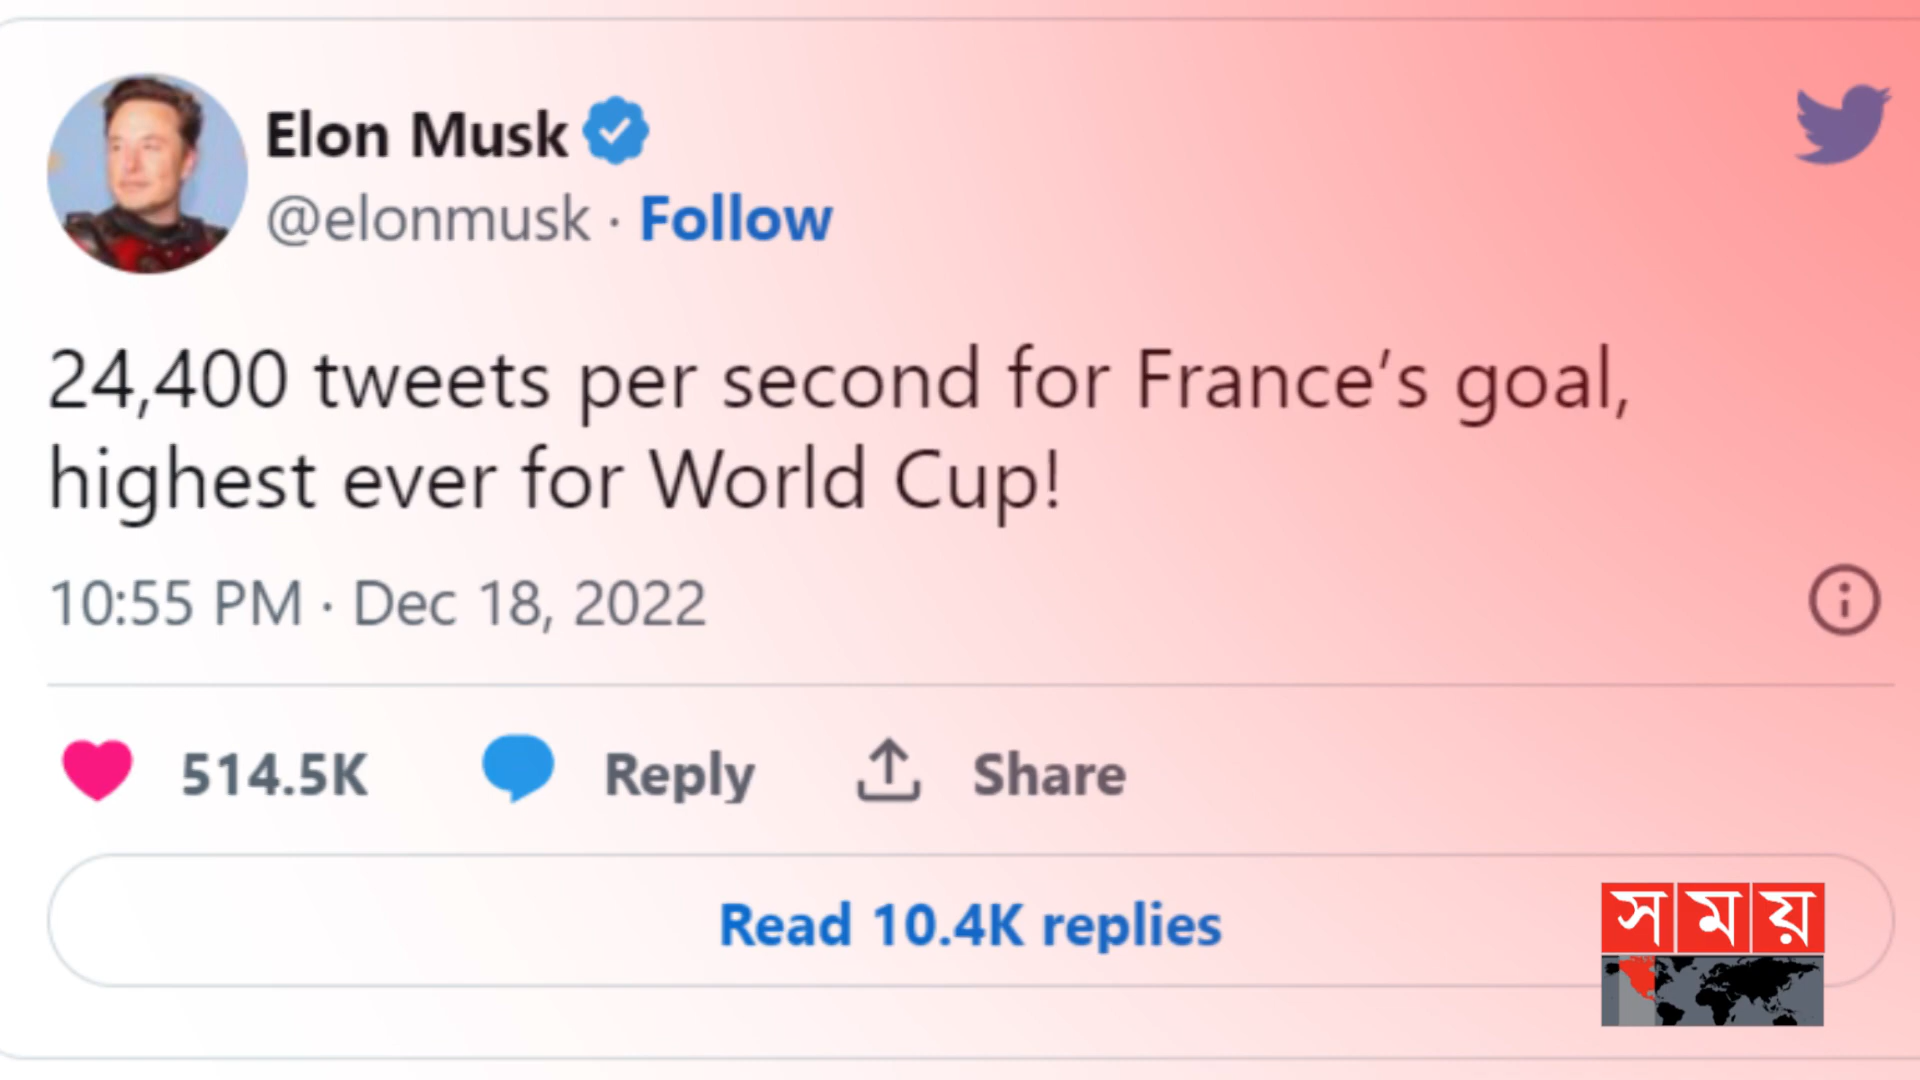 Elon Musk
@elonmusk · Follow
24,400 tweets per second for France’s goal,
highest ever for World Cup!
10:55 PM · Dec 18, 2022
514.5K Reply Share
Read 10.4K replies
সময়